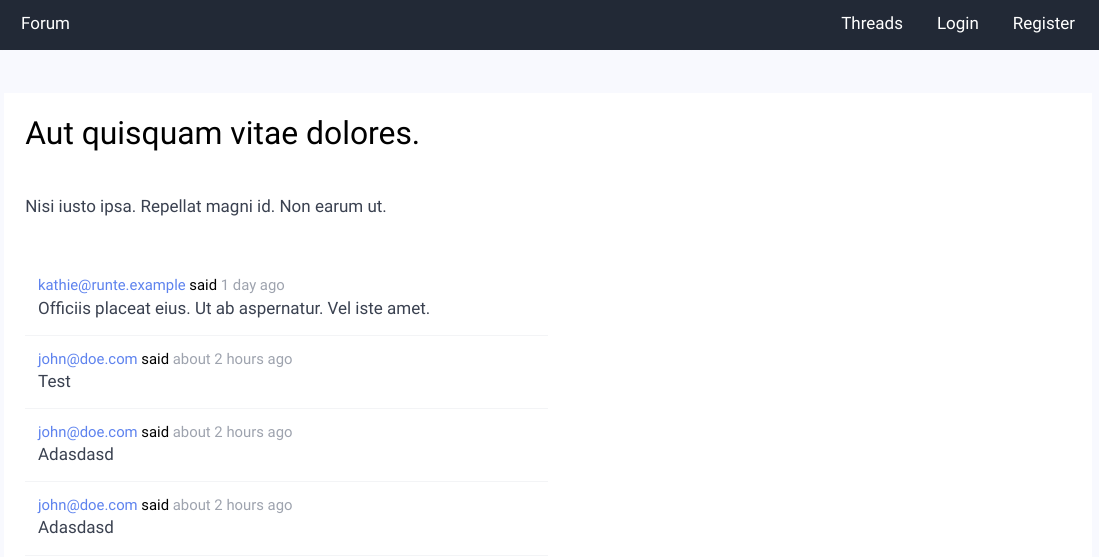 Forum Threads Login Register
Aut quisquam vitae dolores.
Nisi iusto ipsa. Repellat magni id. Non earum ut.
kathie@runte.example said 1 day ago
Officiis placeat eius. Ut ab aspernatur. Vel iste amet.
john@doe.com said about 2 hours ago
Test
john@doe.com said about 2 hours ago
Adasdasd
john@doe.com said about 2 hours ago
Adasdasd